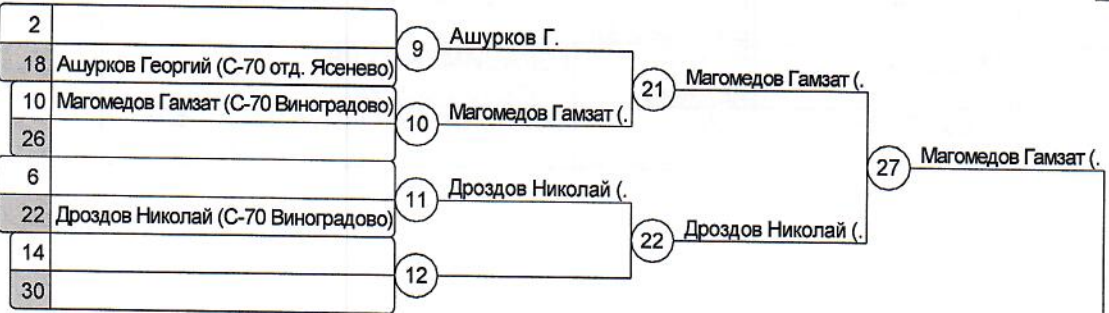 2
18 Ашурков Георгий (С-70 отд. Ясенево)
10 Магомедов Гамзат (С-70 Виноградово)
26
6
22 Дроздов Николай (С-70 Виноградово)
14
30
9 Ашурков Г.
10 Магомедов Гамзат (.
11 Дроздов Николай (.
12
21 Магомедов Гамзат (.
22 Дроздов Николай (.
27 Магомедов Гамзат (.